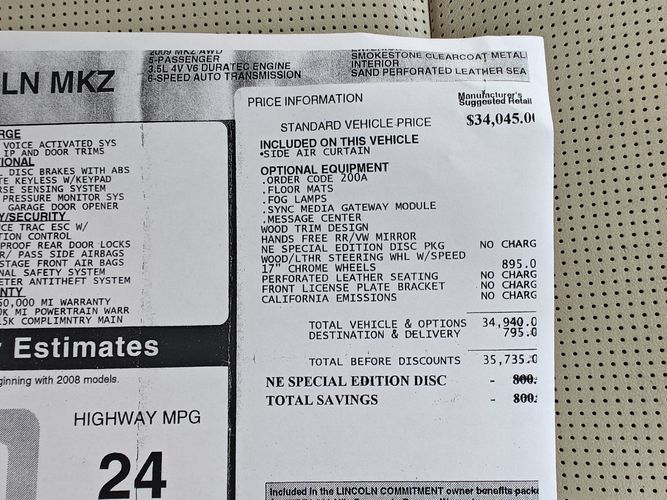 2009 MKZ AWD
5-PASSENGER
3.5L 4V V6 DURATEC ENGINE
6-SPEED AUTO TRANSMISSION
SMOKESTONE CLEARCOAT METALI
INTERIOR
SAND PERFORATED LEATHER SEA
LN MKZ
RGE
VOICE ACTIVATED SYS
IP AND DOOR TRIMS
IONAL
DISC BRAKES WITH ABS
TE KEYLESS W/KEYPAD
RSE SENSING SYSTEM
PRESSURE MONITOR SYS
GARAGE DOOR OPENER
Y/SECURITY
CE TRAC ESC W/
TION CONTROL
PROOF REAR DOOR LOCKS
R/ PASS SIDE AIRBAGS
STAGE FRONT AIR BAGS
NAL SAFETY SYSTEM
ETER ANTITHEFT SYSTEM
NTY
50,000 MI WARRANTY
0K MI POWERTRAIN WARR
5K COMPLIMNTRY MAIN
y Estimates
ginning with 2008 models.
HIGHWAY MPG
24
PRICE INFORMATION
Manufacturer's
Suggested Retail
STANDARD VEHICLE PRICE $34,045.0
INCLUDED ON THIS VEHICLE
•SIDE AIR CURTAIN
OPTIONAL EQUIPMENT
.ORDER CODE 200A
.FLOOR MATS
.FOG LAMPS
.SYNC MEDIA GATEWAY MODULE
.MESSAGE CENTER
WOOD TRIM DESIGN
HANDS FREE RR/VW MIRROR
NE SPECIAL EDITION DISC PKG NO CHARG
WOOD/LTHR STEERING WHL W/SPEED
17" CHROME WHEELS 895.0
PERFORATED LEATHER SEATING NO CHARG
FRONT LICENSE PLATE BRACKET NO CHARG
CALIFORNIA EMISSIONS NO CHARG
TOTAL VEHICLE & OPTIONS 34,940.0
DESTINATION & DELIVERY 795.0
TOTAL BEFORE DISCOUNTS 35,735.0
NE SPECIAL EDITION DISC - 800.
TOTAL SAVINGS - 800.
Included in the LINCOLN COMMITMENT owner benefits packa